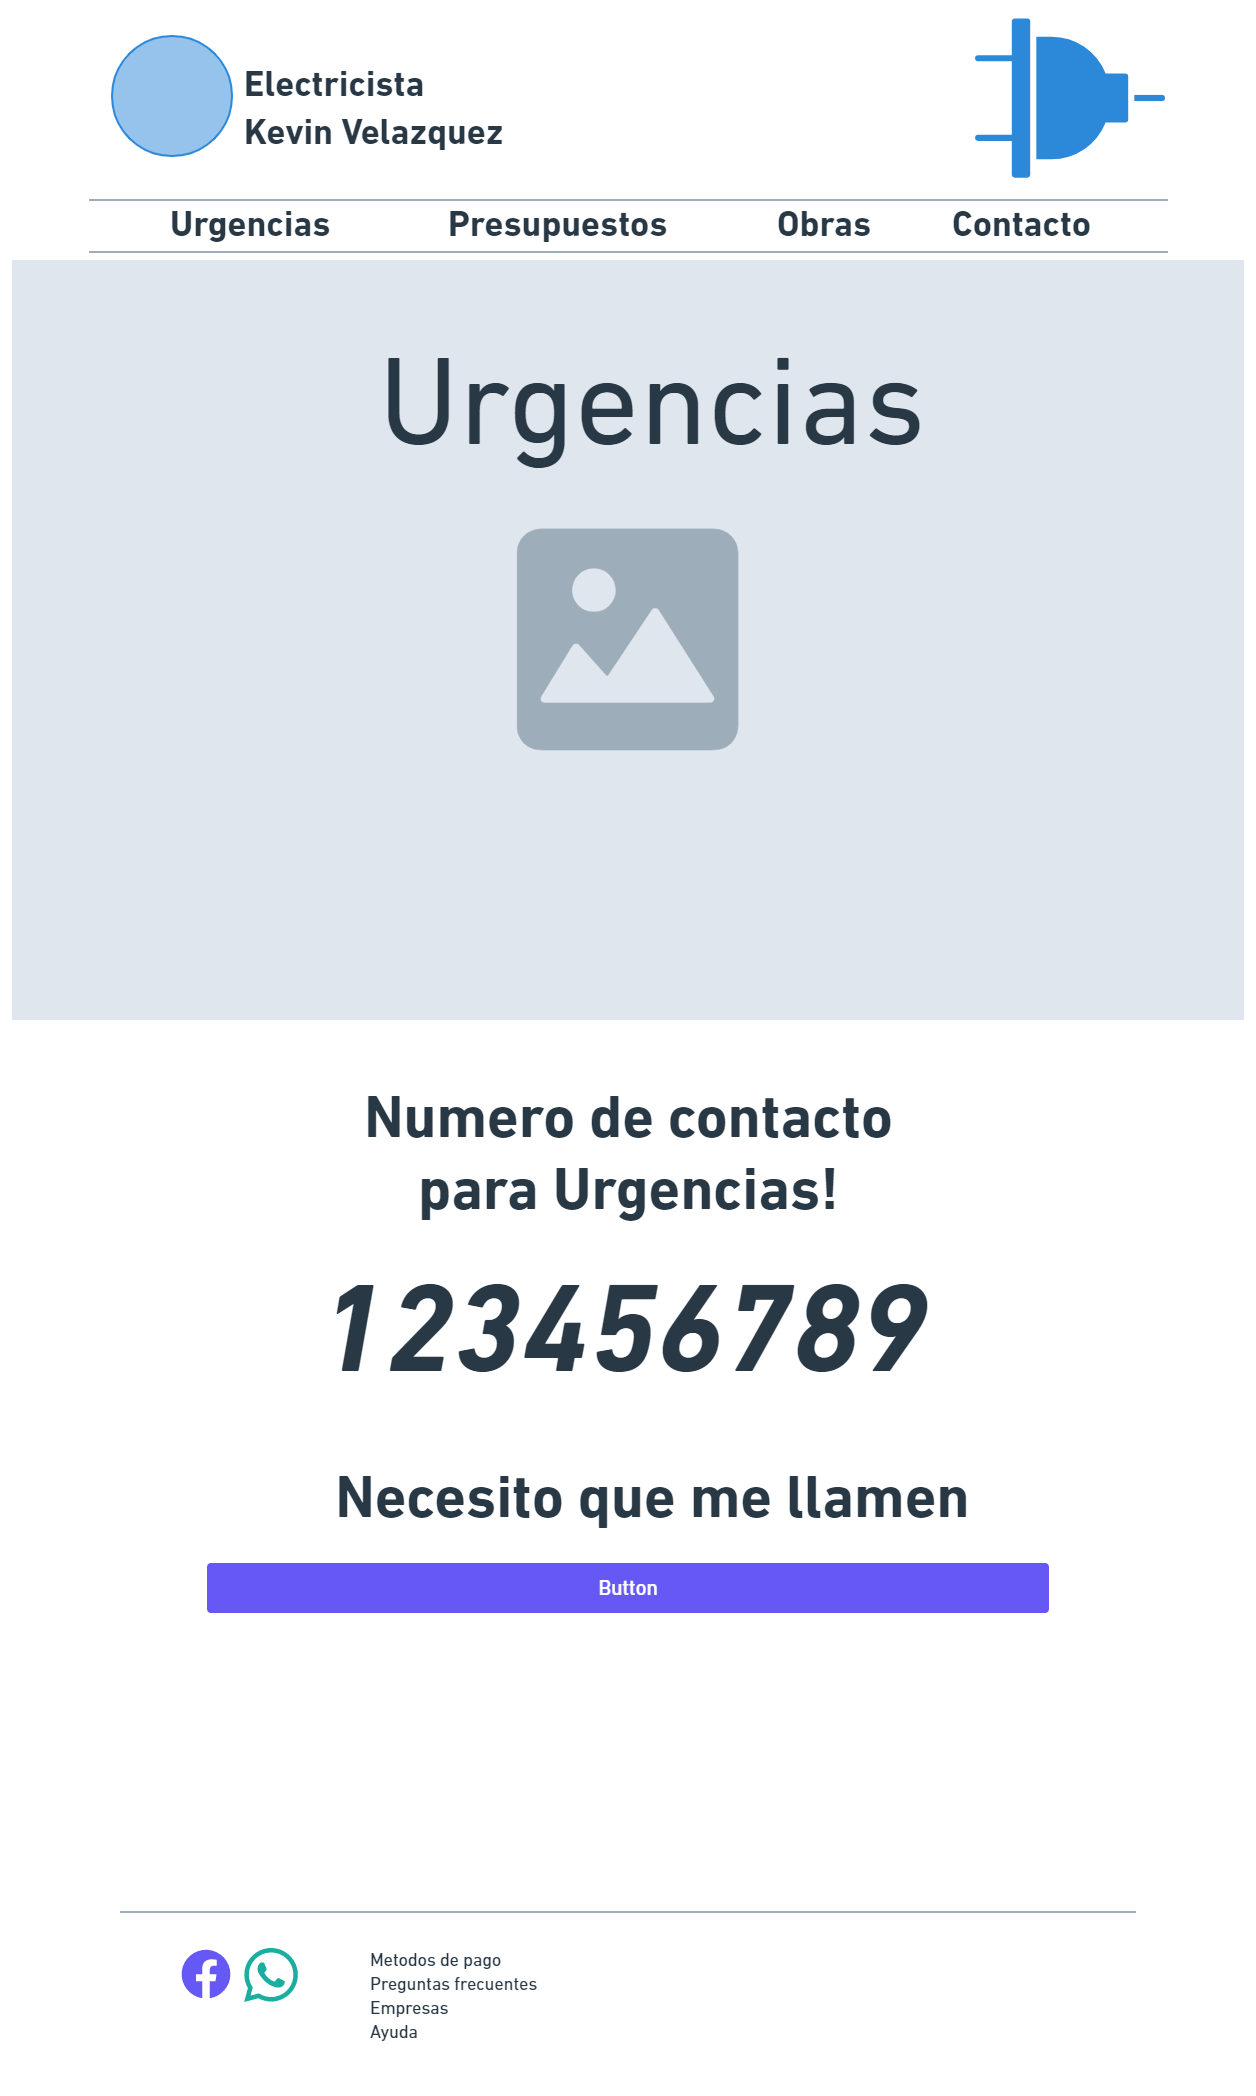 Electricista
Kevin Velazquez
Urgencias Presupuestos Obras Contacto
Urgencias
Numero de contacto
para Urgencias!
123456789
Necesito que me llamen
Button
Metodos de pago
Preguntas frecuentes
Empresas
Ayuda